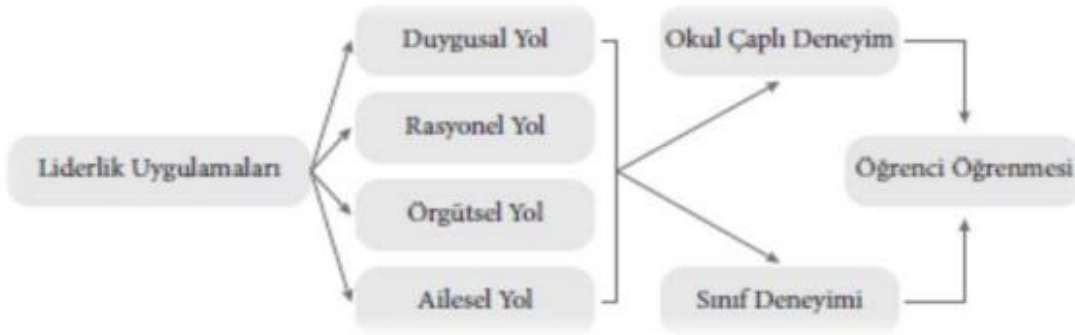 Liderlik Uygulamaları
Duygusal Yol
Rasyonel Yol
Örgütsel Yol
Ailesel Yol
Okul Çaplı Deneyim
Sınıf Deneyimi
Öğrenci Öğrenmesi